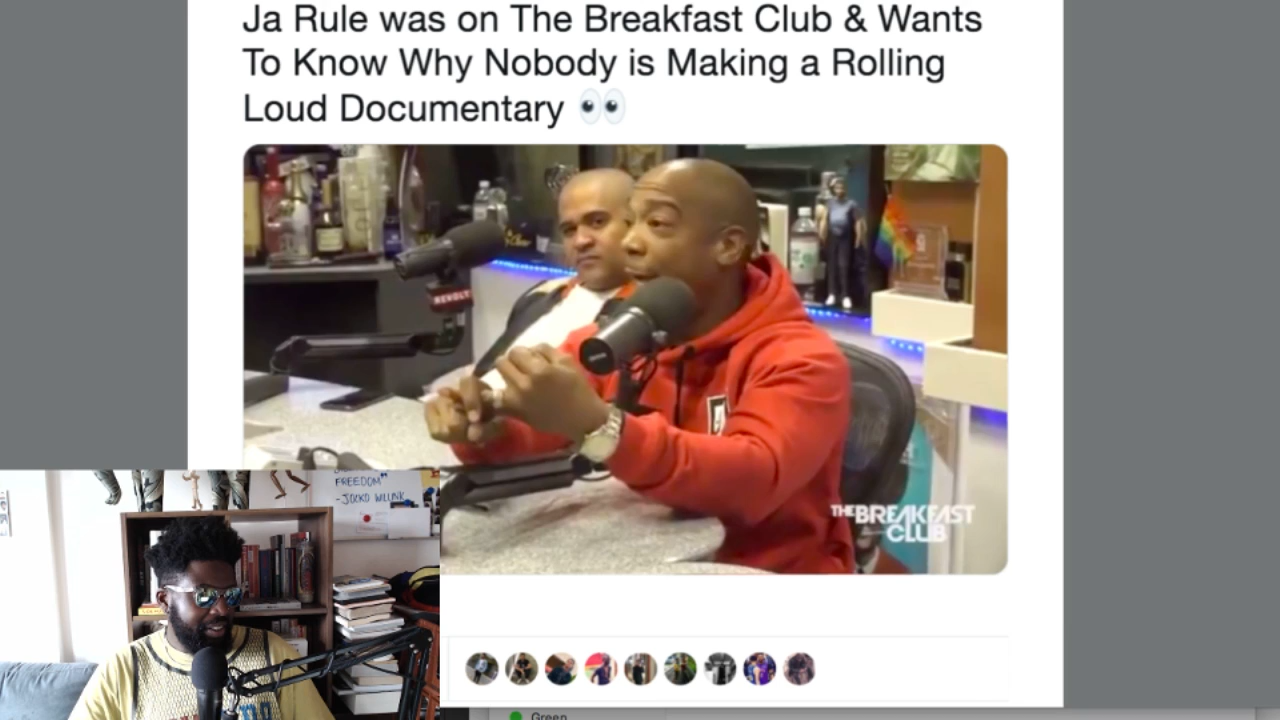 Ja Rule was on The Breakfast Club & Wants
To Know Why Nobody is Making a Rolling
Loud Documentary 👀
REVOLT
THE BREAKFAST
CLUB
FREEDOM"
-JOCKO WILLINK
Green